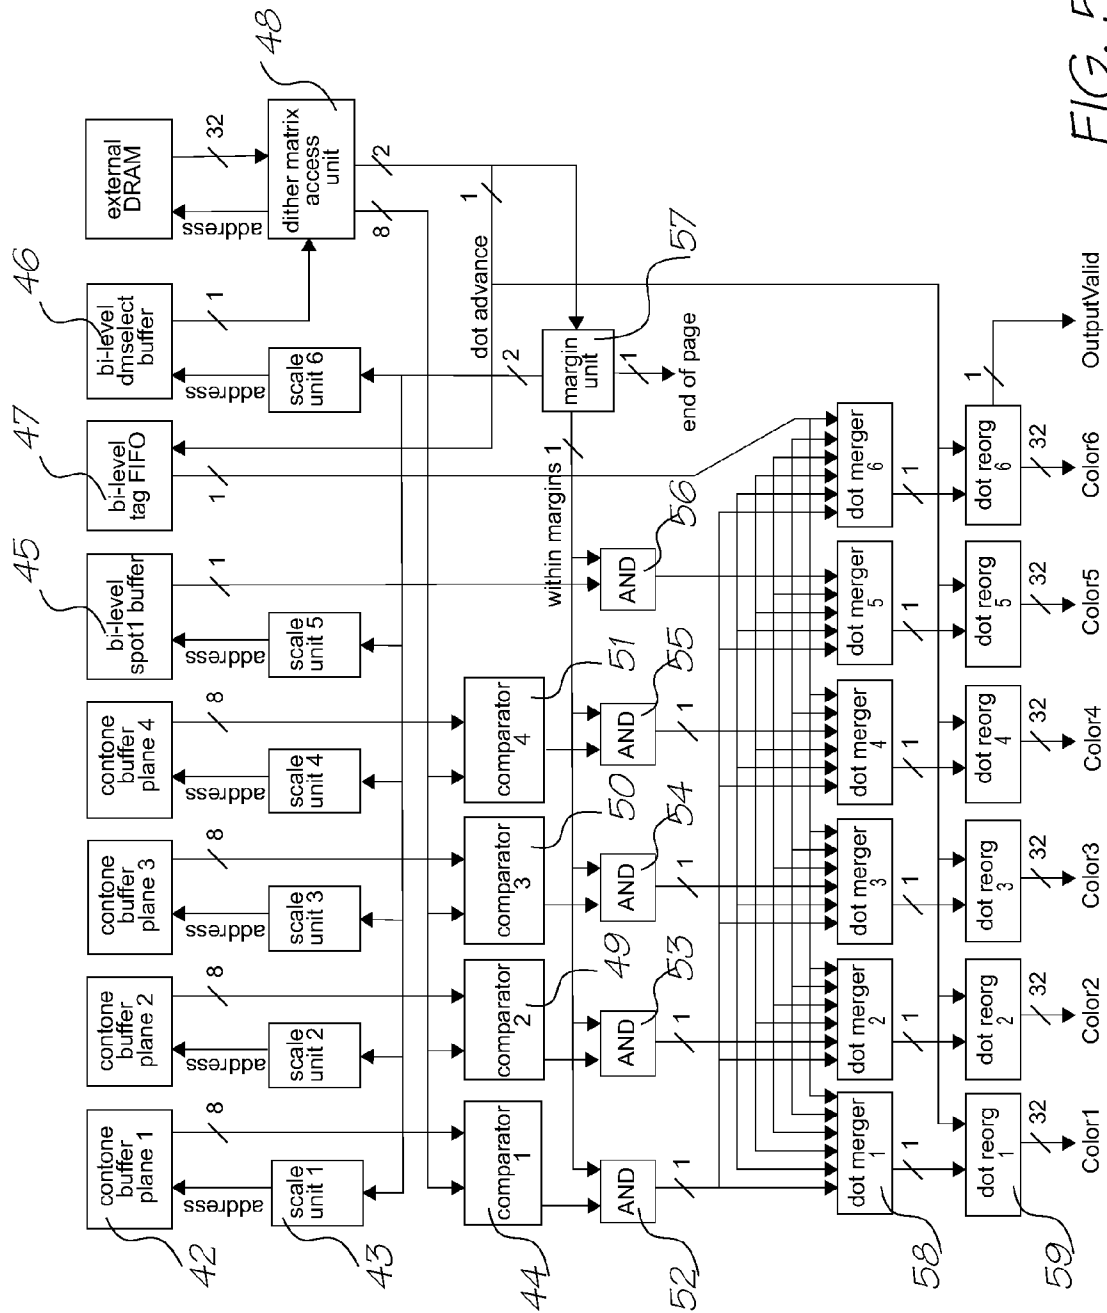 contone
buffer
plane 1
contone
buffer
plane 2
contone
buffer
plane 3
contone
buffer
plane 4
bi-level
spot1 buffer
bi-level
tag FIFO
bi-level
dmselect
buffer
external
DRAM
42
45
47
46
address
8
address
8
address
8
address
8
address
1
1
address
1
address
32
scale
unit 1
scale
unit 2
scale
unit 3
scale
unit 4
scale
unit 5
scale
unit 6
dither matrix
access
unit
43
48
8
2
1
dot advance
2
comparator
1
comparator
2
comparator
3
comparator
4
44
49
50
51
within margins 1
margin
unit
57
1
end of page
AND
AND
AND
AND
AND
52
53
54
55
56
1
1
1
1
dot merger
1
dot merger
2
dot merger
3
dot merger
4
dot merger
5
dot merger
6
58
1
1
1
1
1
1
dot reorg
1
dot reorg
2
dot reorg
3
dot reorg
4
dot reorg
5
dot reorg
6
59
32
32
32
32
32
32
1
Color1
Color2
Color3
Color4
Color5
Color6
OutputValid
FIG. 5